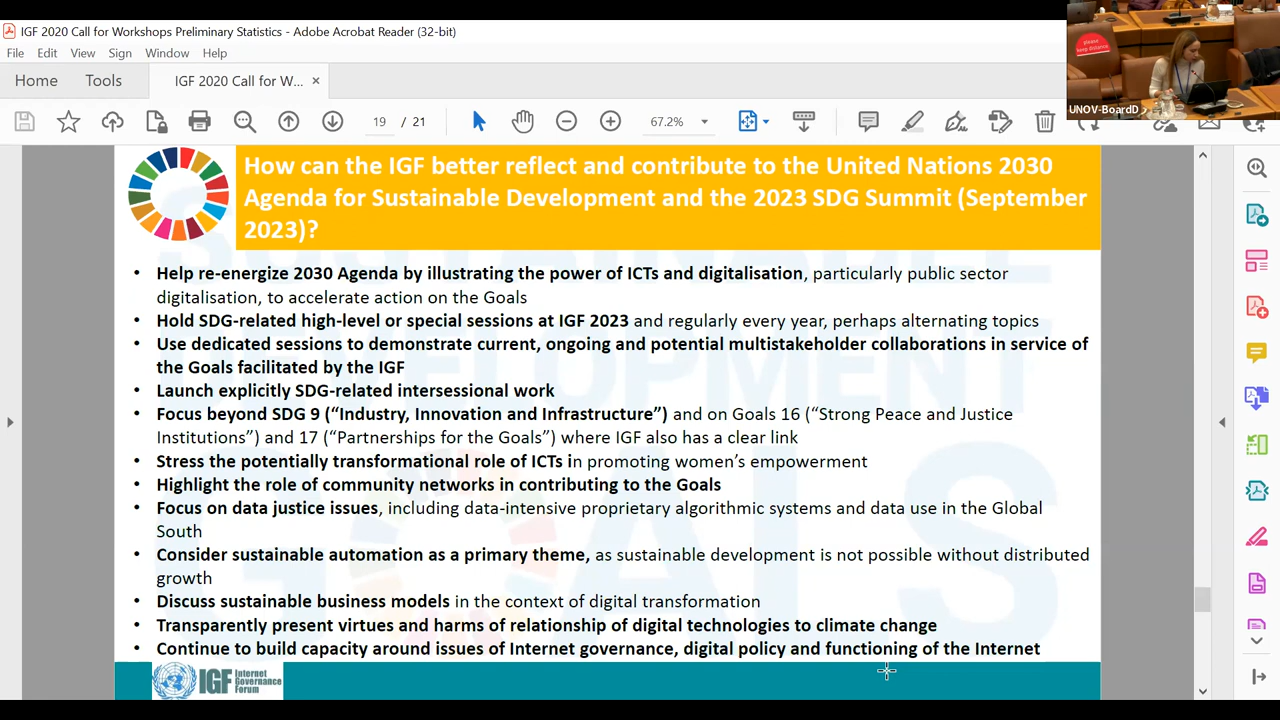 IGF 2020 Call for Workshops Preliminary Statistics - Adobe Acrobat Reader (32-bit)
File Edit View Sign Window Help
Home Tools IGF 2020 Call for W... ×
19 / 21 67.2%
please keep distance
UNOV-BoardD
How can the IGF better reflect and contribute to the United Nations 2030
Agenda for Sustainable Development and the 2023 SDG Summit (September
2023)?
• Help re-energize 2030 Agenda by illustrating the power of ICTs and digitalisation, particularly public sector
digitalisation, to accelerate action on the Goals
• Hold SDG-related high-level or special sessions at IGF 2023 and regularly every year, perhaps alternating topics
• Use dedicated sessions to demonstrate current, ongoing and potential multistakeholder collaborations in service of
the Goals facilitated by the IGF
• Launch explicitly SDG-related intersessional work
• Focus beyond SDG 9 (“Industry, Innovation and Infrastructure”) and on Goals 16 (“Strong Peace and Justice
Institutions”) and 17 (“Partnerships for the Goals”) where IGF also has a clear link
• Stress the potentially transformational role of ICTs in promoting women’s empowerment
• Highlight the role of community networks in contributing to the Goals
• Focus on data justice issues, including data-intensive proprietary algorithmic systems and data use in the Global
South
• Consider sustainable automation as a primary theme, as sustainable development is not possible without distributed
growth
• Discuss sustainable business models in the context of digital transformation
• Transparently present virtues and harms of relationship of digital technologies to climate change
• Continue to build capacity around issues of Internet governance, digital policy and functioning of the Internet
SUSTAINABLE
DEVELOPMENT
GOALS
IGF Internet
Governance
Forum